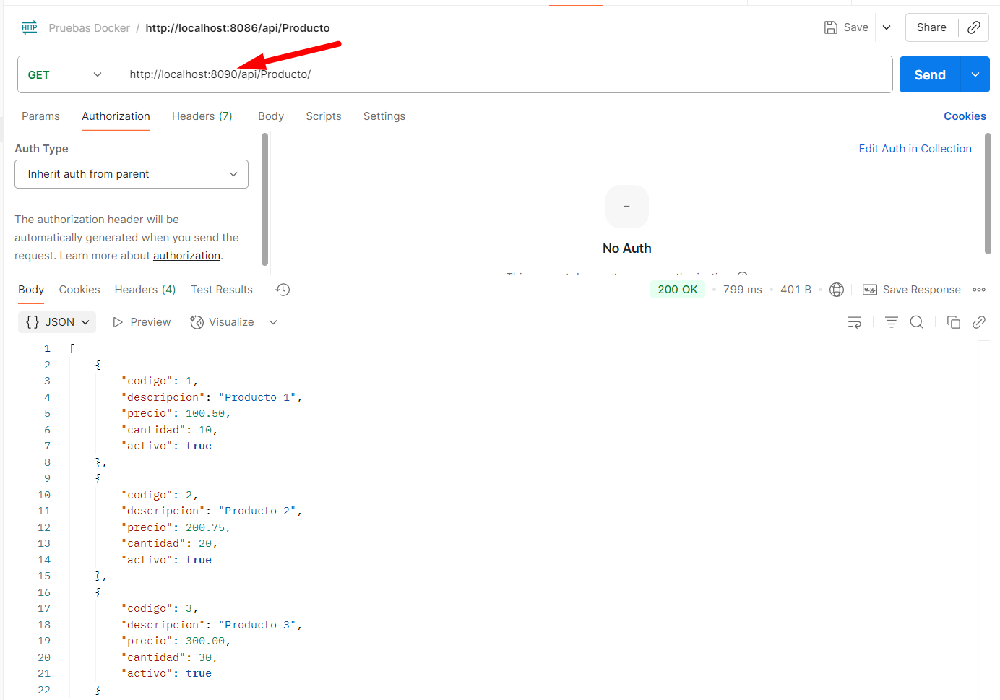 HTTP Pruebas Docker / http://localhost:8086/api/Producto Save Share
GET http://localhost:8090/api/Producto/ Send
Params Authorization Headers (7) Body Scripts Settings Cookies
Auth Type Edit Auth in Collection
Inherit auth from parent
The authorization header will be
automatically generated when you send the
request. Learn more about authorization.
No Auth
Body Cookies Headers (4) Test Results 200 OK • 799 ms • 401 B • e.g. Save Response
{} JSON Preview Visualize
1 [
2 {
3 "codigo": 1,
4 "descripcion": "Producto 1",
5 "precio": 100.50,
6 "cantidad": 10,
7 "activo": true
8 },
9 {
10 "codigo": 2,
11 "descripcion": "Producto 2",
12 "precio": 200.75,
13 "cantidad": 20,
14 "activo": true
15 },
16 {
17 "codigo": 3,
18 "descripcion": "Producto 3",
19 "precio": 300.00,
20 "cantidad": 30,
21 "activo": true
22 }